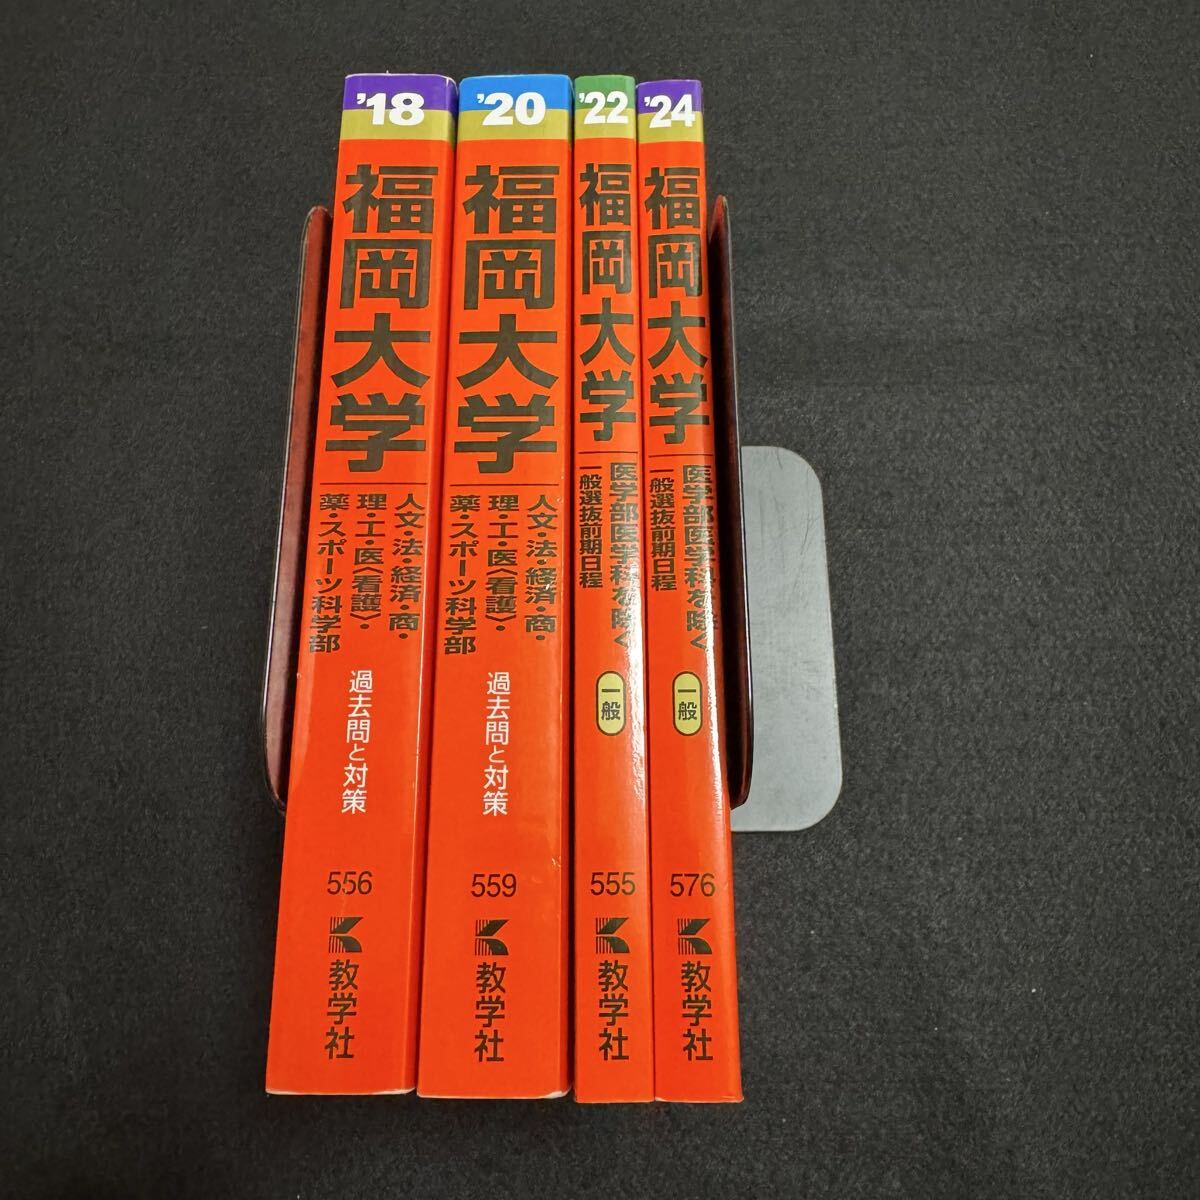 '18
福岡大学
人文・法・経済・商・
理・工・医〈看護〉・
薬・スポーツ科学部
過去問と対策
556
教学社
'20
福岡大学
人文・法・経済・商・
理・工・医〈看護〉・
薬・スポーツ科学部
過去問と対策
559
教学社
'22
福岡大学
医学部医学科を除く
一般選抜前期日程
一般
555
教学社
'24
福岡大学
医学部医学科を除く
一般選抜前期日程
一般
576
教学社